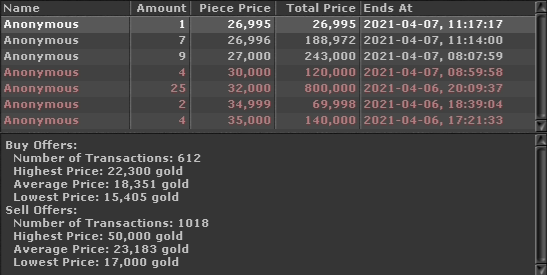 Name Amount Piece Price Total Price Ends At
Anonymous 1 26,995 26,995 2021-04-07, 11:17:17
Anonymous 7 26,996 188,972 2021-04-07, 11:14:00
Anonymous 9 27,000 243,000 2021-04-07, 08:07:59
Anonymous 4 30,000 120,000 2021-04-07, 08:59:58
Anonymous 25 32,000 800,000 2021-04-06, 20:09:37
Anonymous 2 34,999 69,998 2021-04-06, 18:39:04
Anonymous 4 35,000 140,000 2021-04-06, 17:21:33
Buy Offers:
Number of Transactions: 612
Highest Price: 22,300 gold
Average Price: 18,351 gold
Lowest Price: 15,405 gold
Sell Offers:
Number of Transactions: 1018
Highest Price: 50,000 gold
Average Price: 23,183 gold
Lowest Price: 17,000 gold